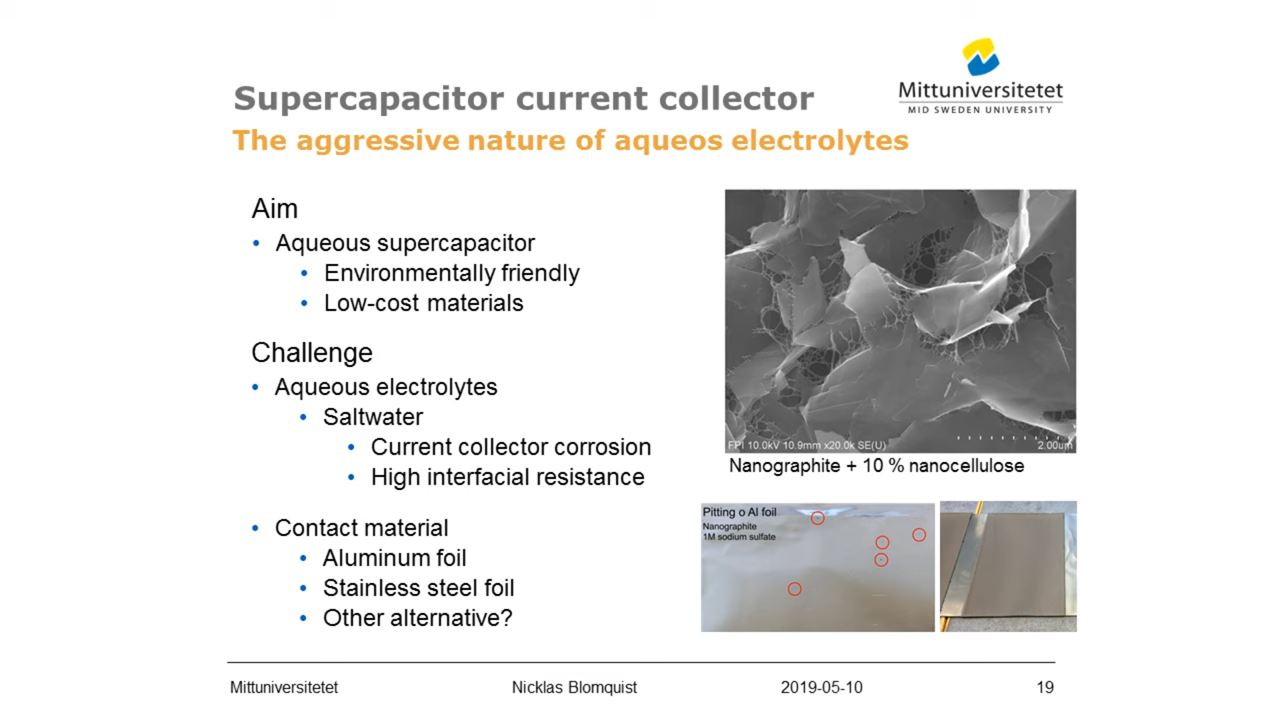 Mittuniversitetet
MID SWEDEN UNIVERSITY
Supercapacitor current collector
The aggressive nature of aqueos electrolytes
Aim
• Aqueous supercapacitor
• Environmentally friendly
• Low-cost materials
Challenge
• Aqueous electrolytes
• Saltwater
• Current collector corrosion
• High interfacial resistance
• Contact material
• Aluminum foil
• Stainless steel foil
• Other alternative?
FPI 10.0kV 10.9mm x20.0k SE(U) 2.00um
Nanographite + 10 % nanocellulose
Pitting o Al foil
Nanographite
1M sodium sulfate
Mittuniversitetet Nicklas Blomquist 2019-05-10 19